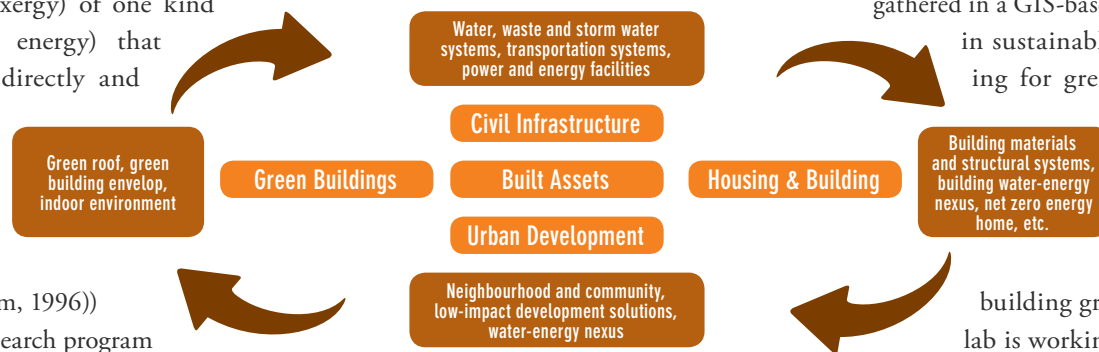 xergy) of one kind
energy) that
directly and
gathered in a GIS-base
in sustainabl
ing for gre
Water, waste and storm water
systems, transportation systems,
power and energy facilities
Civil Infrastructure
Green roof, green
building envelop,
indoor environment
Green Buildings
Built Assets
Housing & Building
Building materials
and structural systems,
building water-energy
nexus, net zero energy
home, etc.
Urban Development
Neighbourhood and community,
low-impact development solutions,
water-energy nexus
m, 1996))
search program
building gr
lab is workin